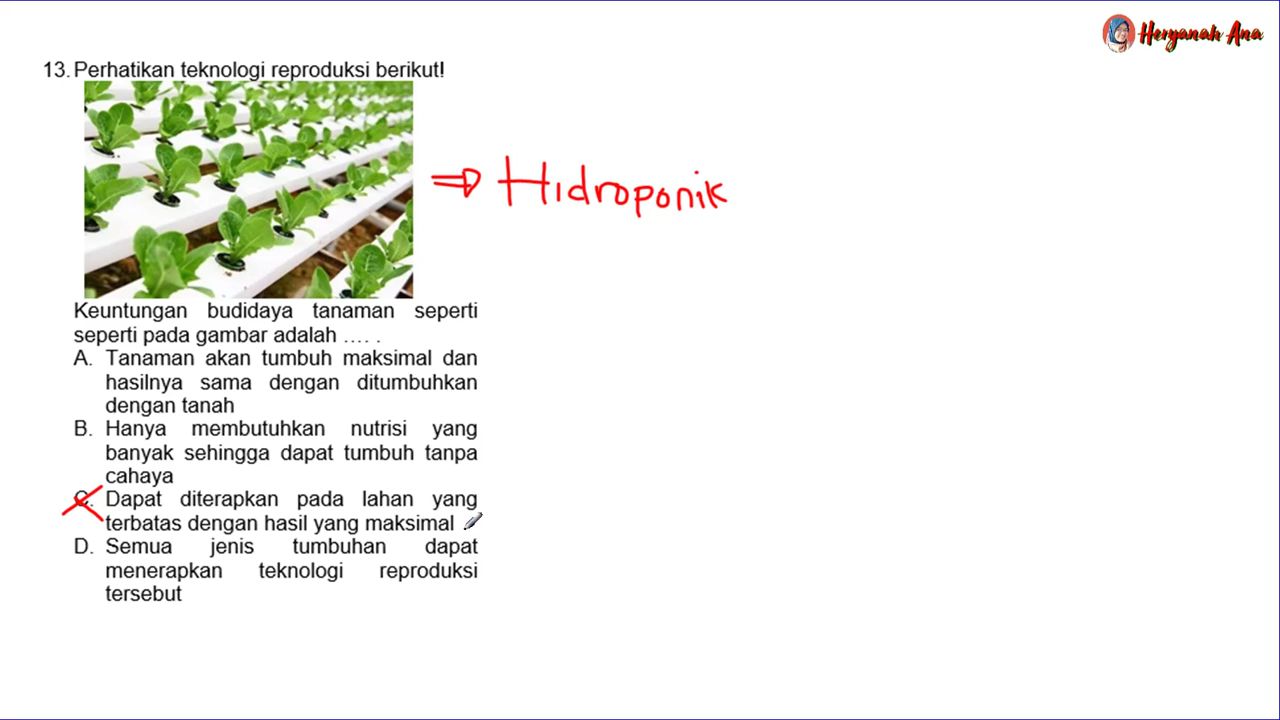 Heryanah Ana
13. Perhatikan teknologi reproduksi berikut!
⇒ Hidroponik
Keuntungan budidaya tanaman seperti
seperti pada gambar adalah .... .
A. Tanaman akan tumbuh maksimal dan
hasilnya sama dengan ditumbuhkan
dengan tanah
B. Hanya membutuhkan nutrisi yang
banyak sehingga dapat tumbuh tanpa
cahaya
C. Dapat diterapkan pada lahan yang
terbatas dengan hasil yang maksimal
D. Semua jenis tumbuhan dapat
menerapkan teknologi reproduksi
tersebut